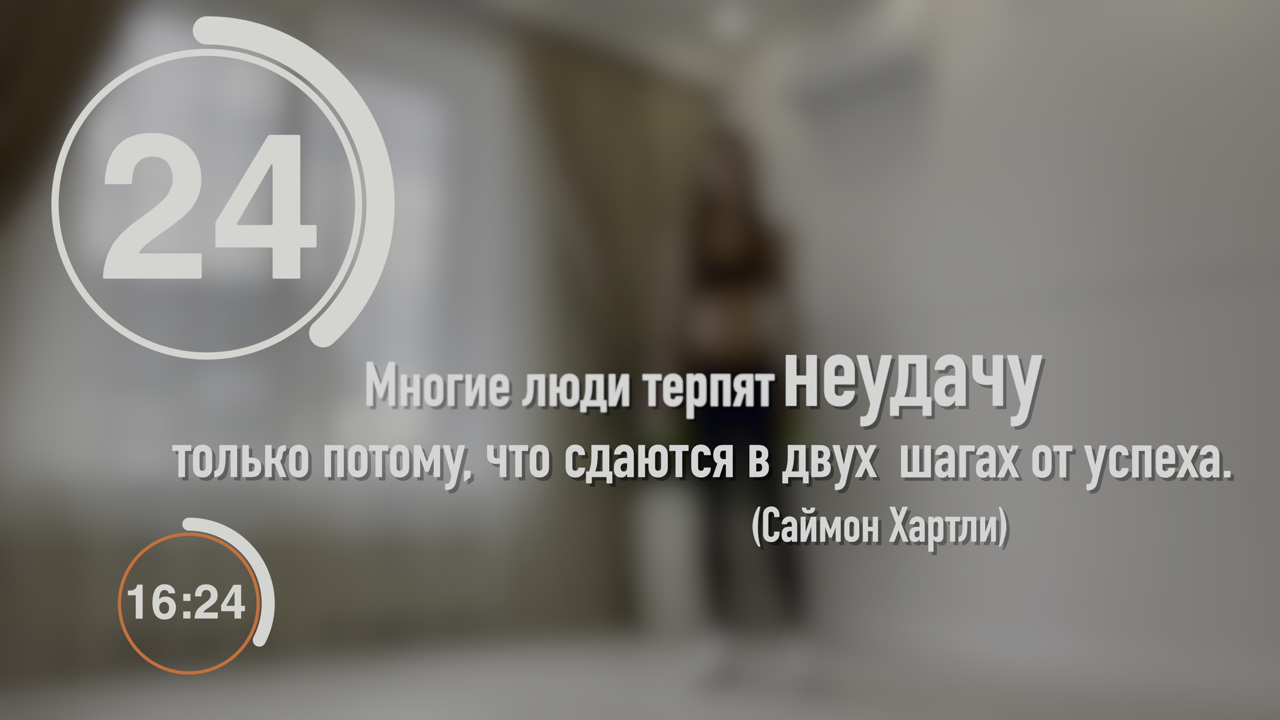 24
Многие люди терпят неудачу
только потому, что сдаются в двух шагах от успеха.
(Саймон Хартли)
16:24